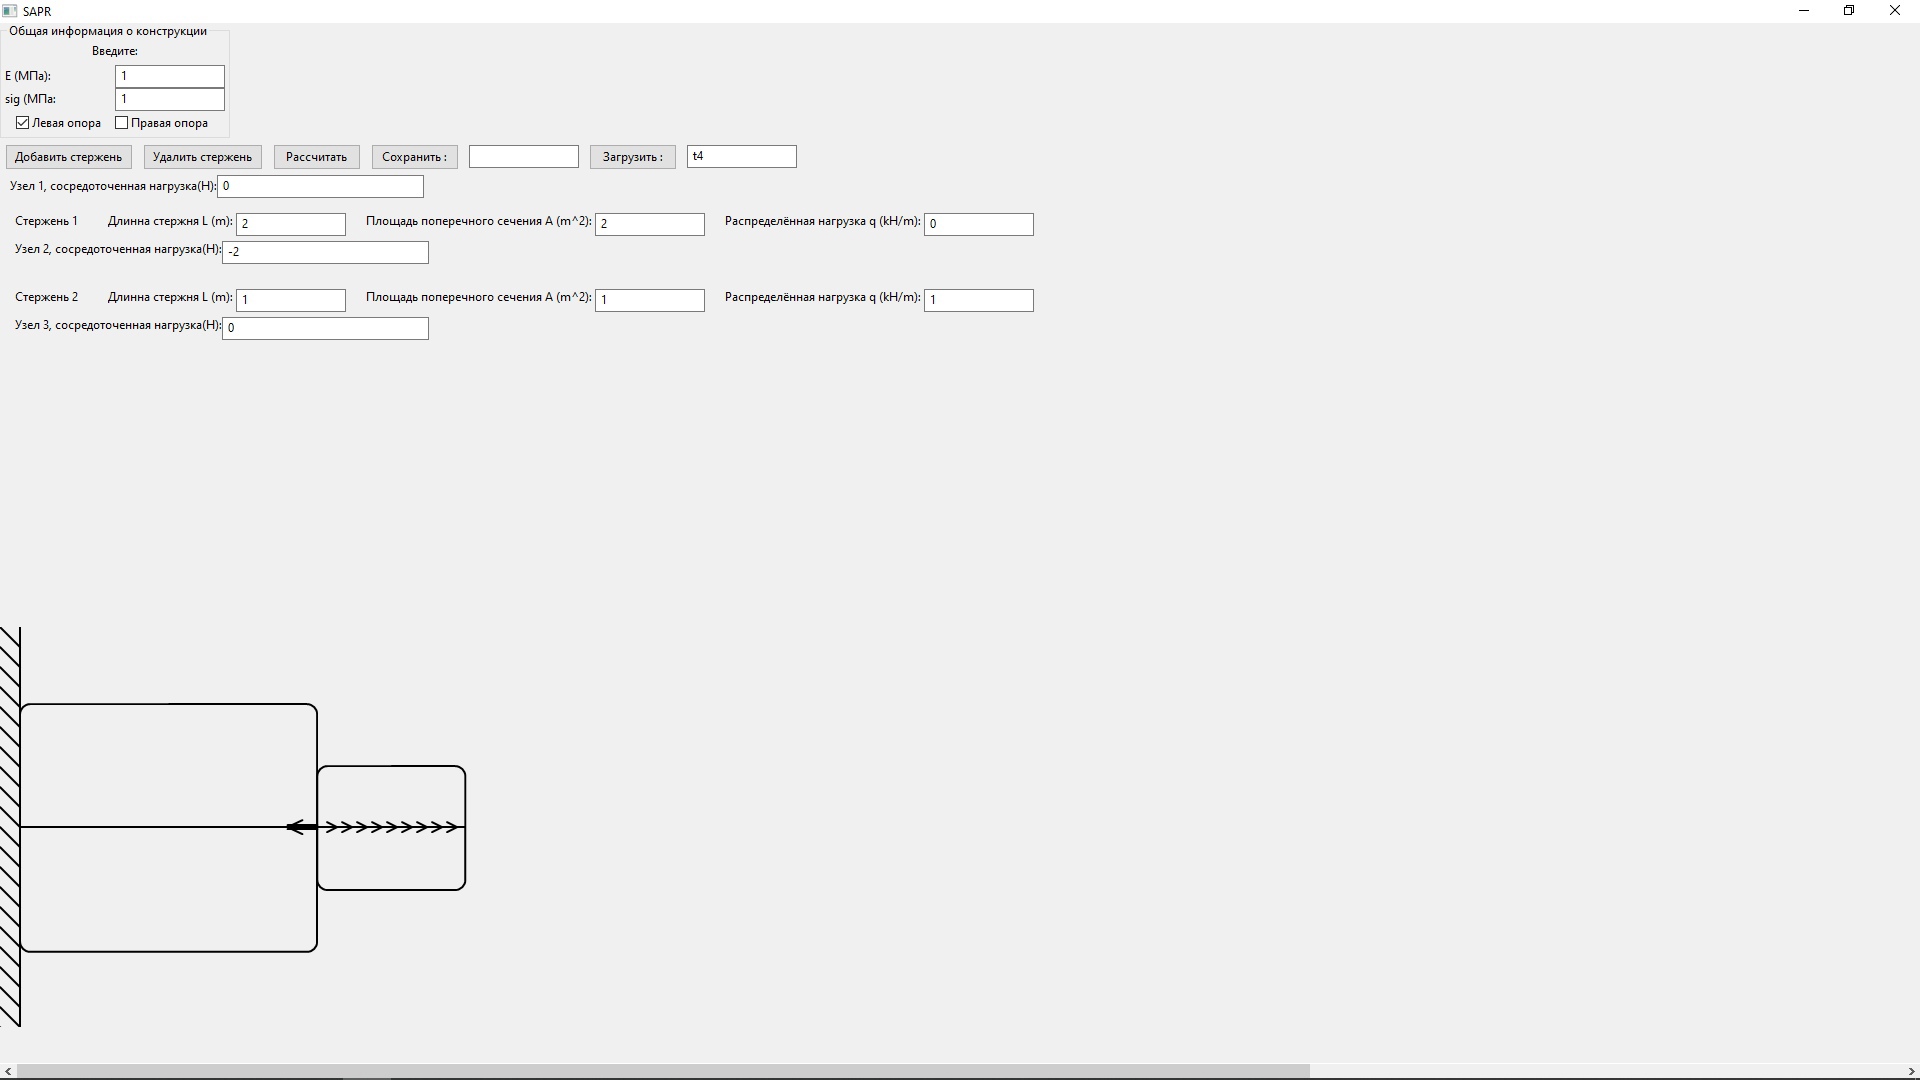 SAPR
Общая информация о конструкции
Введите:
E (МПа): 1
sig (МПа: 1
Левая опора Правая опора
Добавить стержень Удалить стержень Рассчитать Сохранить : Загрузить : t4
Узел 1, сосредоточенная нагрузка(Н): 0
Стержень 1 Длинна стержня L (m): 2 Площадь поперечного сечения A (m^2): 2 Распределённая нагрузка q (kH/m): 0
Узел 2, сосредоточенная нагрузка(Н): -2
Стержень 2 Длинна стержня L (m): 1 Площадь поперечного сечения A (m^2): 1 Распределённая нагрузка q (kH/m): 1
Узел 3, сосредоточенная нагрузка(Н): 0